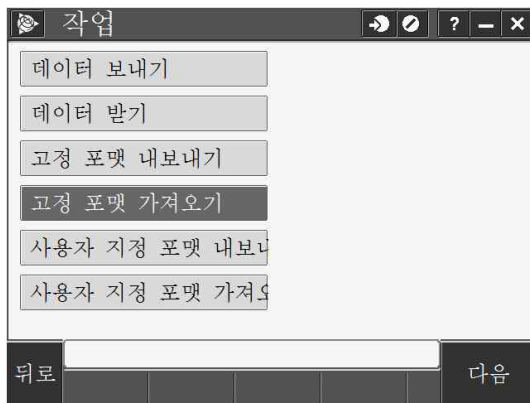 작업
? – ×
데이터 보내기
데이터 받기
고정 포맷 내보내기
고정 포맷 가져오기
사용자 지정 포맷 내보내
사용자 지정 포맷 가져오
뒤로
다음